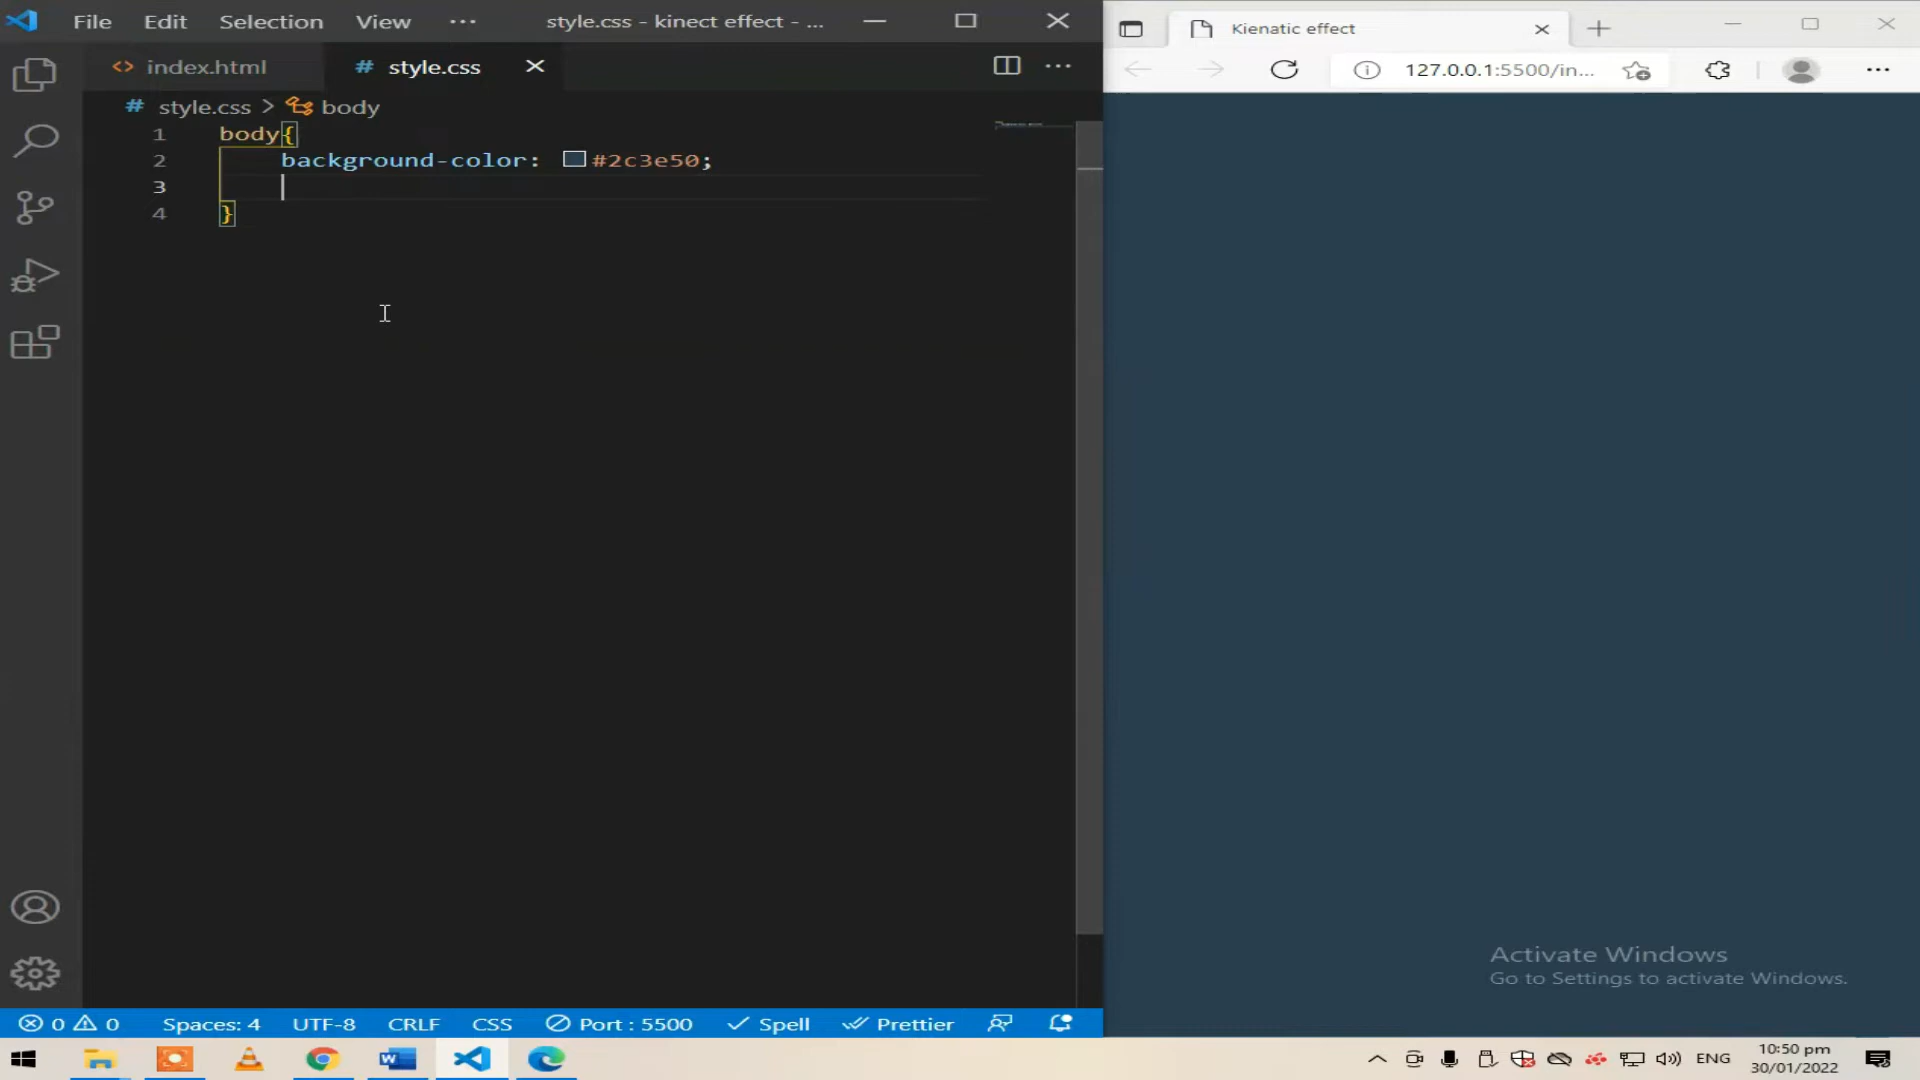 File Edit Selection View ··· style.css - kinect effect - ...
index.html # style.css
# style.css > body
1 body{
2 background-color: #2c3e50;
3
4 }
0 0 Spaces: 4 UTF-8 CRLF CSS Port : 5500 Spell Prettier
Kienatic effect
127.0.0.1:5500/in...
Activate Windows
Go to Settings to activate Windows.
ENG
10:50 pm
30/01/2022